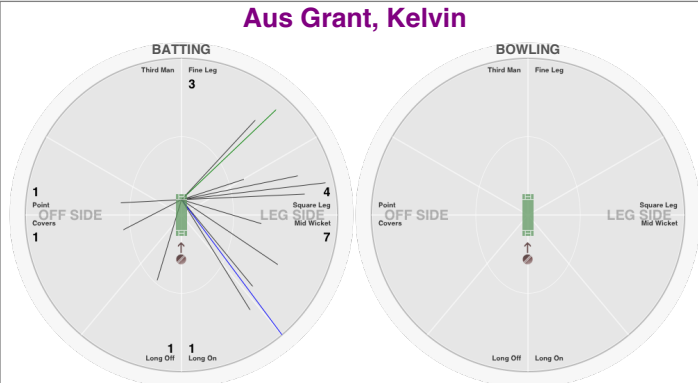 Aus Grant, Kelvin
BATTING
Third Man Fine Leg
3
1 4
Point Square Leg
OFF SIDE LEG SIDE
Covers Mid Wicket
1 7
1 1
Long Off Long On
BOWLING
Third Man Fine Leg
Point Square Leg
OFF SIDE LEG SIDE
Covers Mid Wicket
Long Off Long On